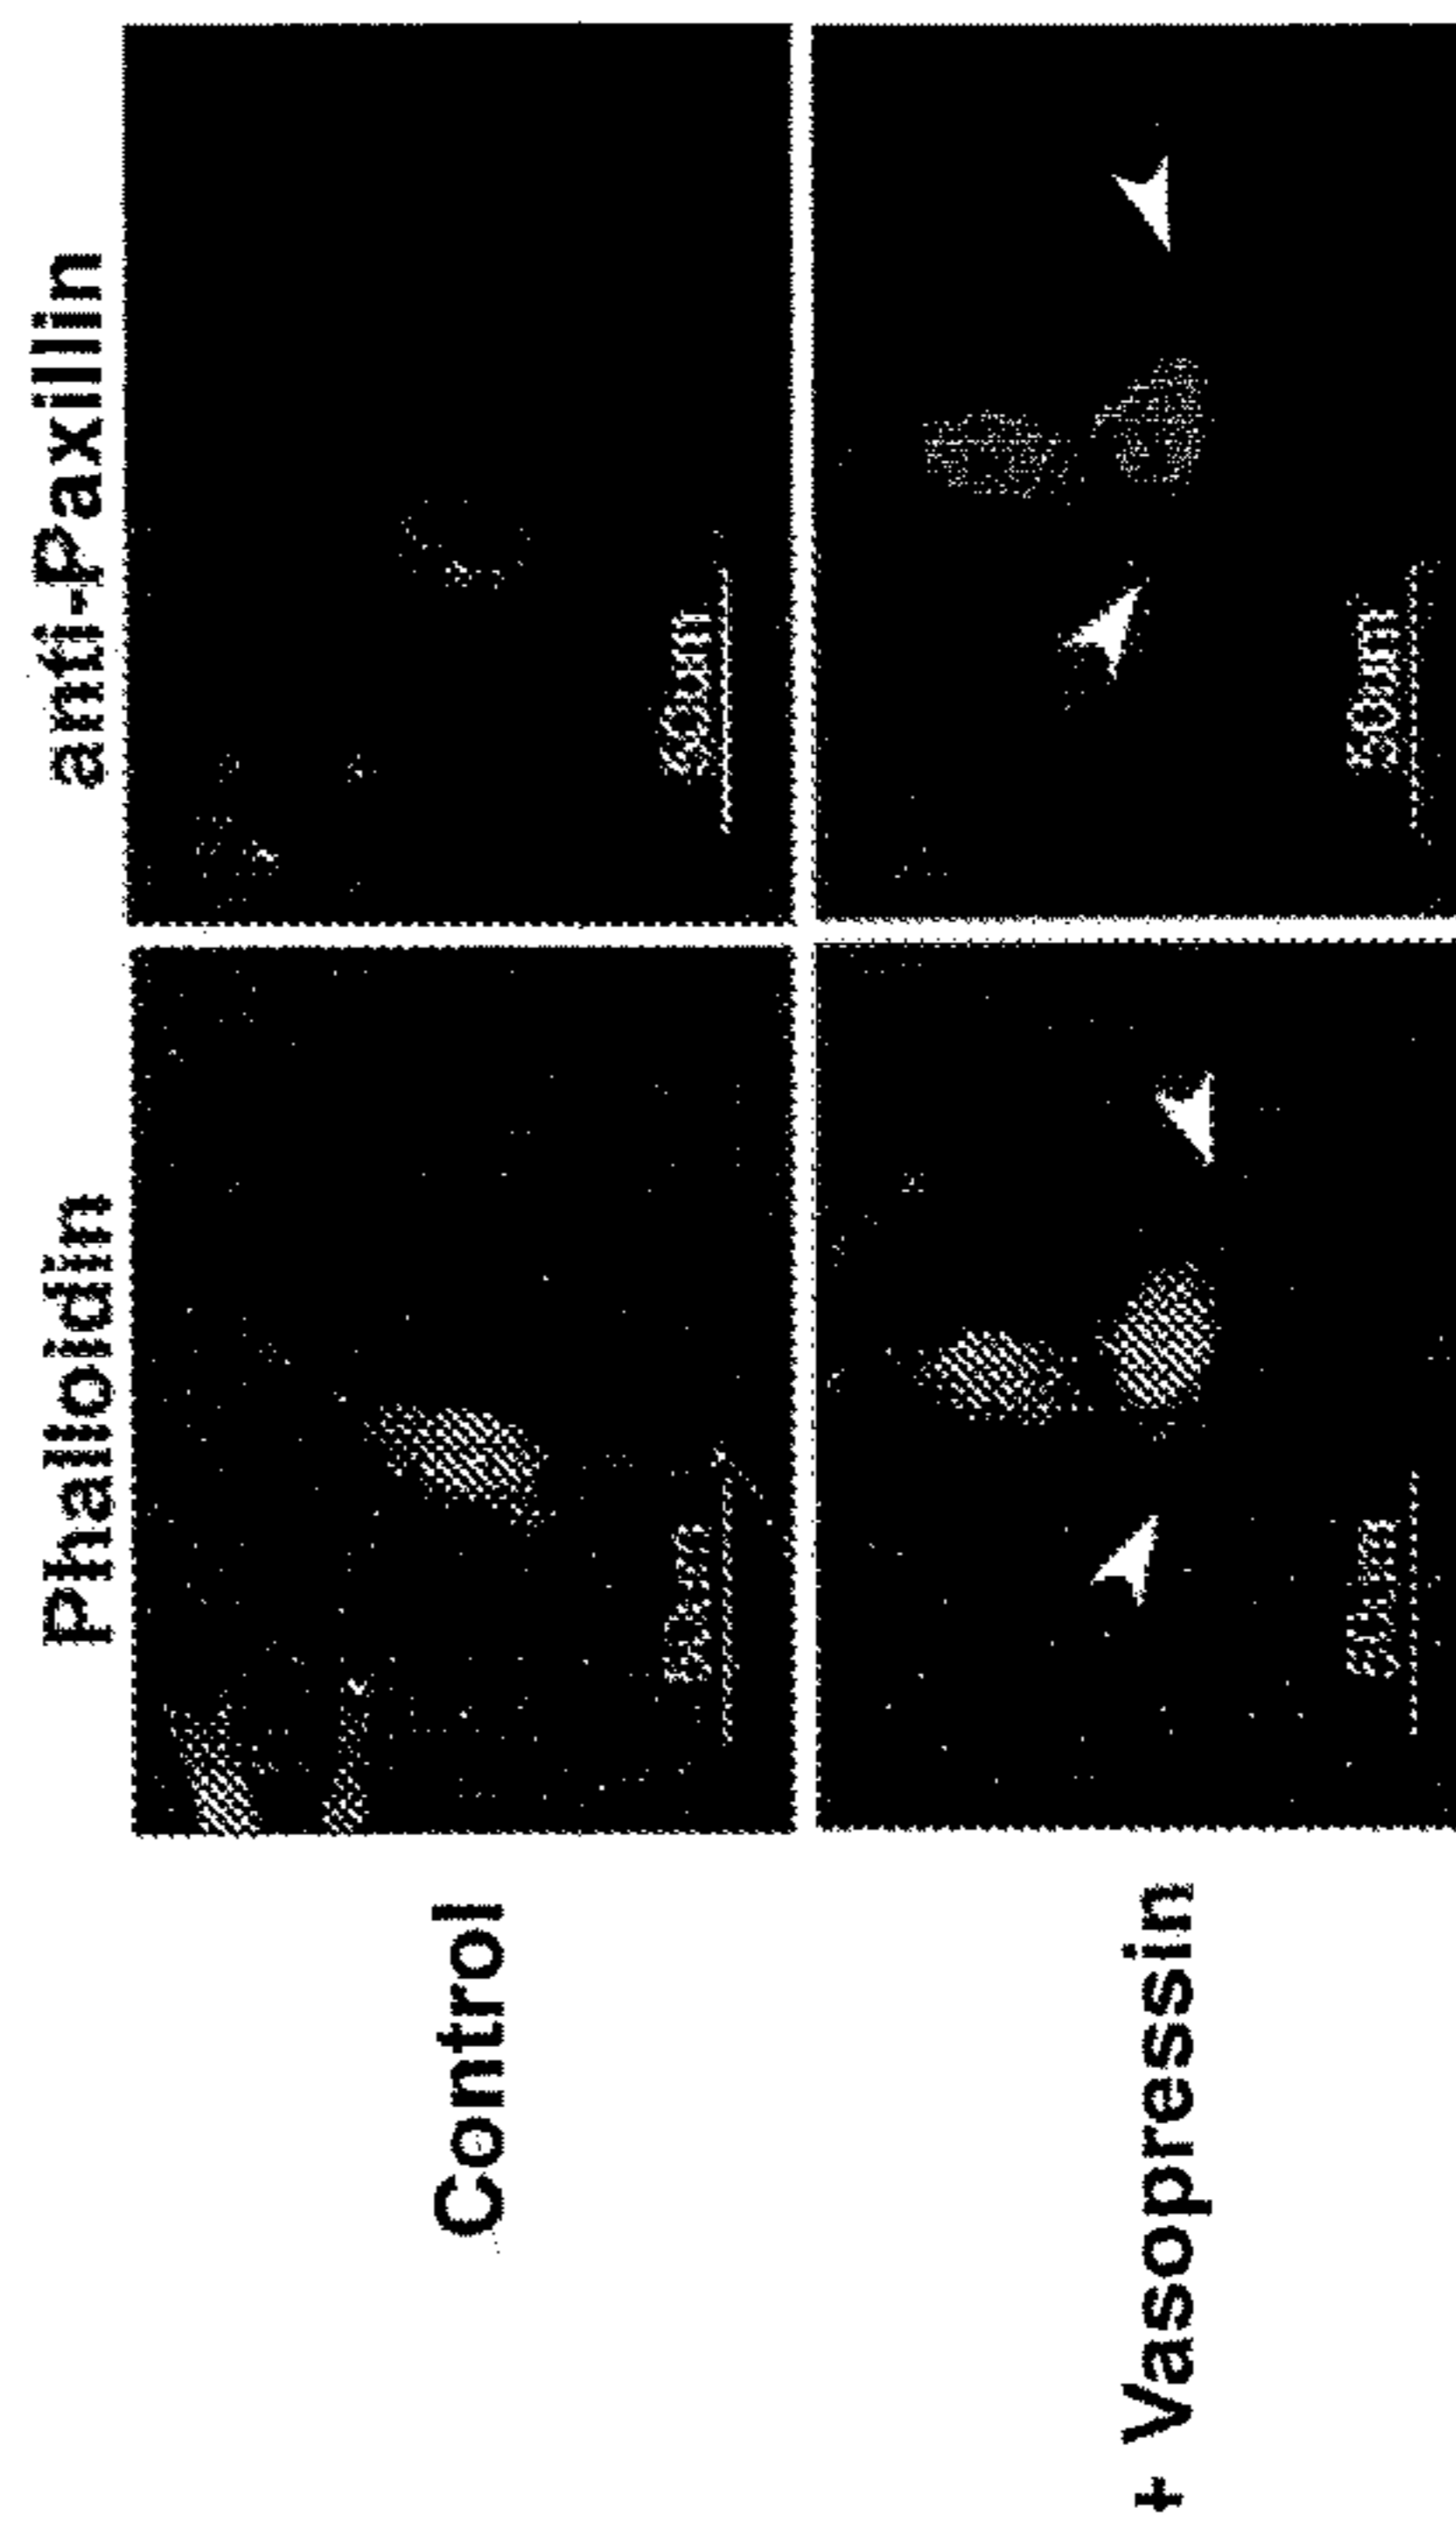 Phalloidin
anti-Paxillin
Control
50um
50um
+ Vasopressin
50um
50um